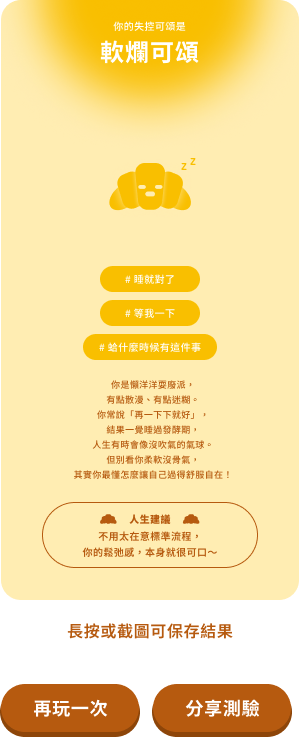 你的失控可頌是
軟爛可頌
z z
# 睡就對了
# 等我一下
# 蛤什麼時候有這件事
你是懶洋洋耍廢派，
有點散漫、有點迷糊。
你常說「再一下下就好」，
結果一覺睡過發酵期，
人生有時會像沒吹氣的氣球。
但別看你柔軟沒骨氣，
其實你最懂怎麼讓自己過得舒服自在！
人生建議
不用太在意標準流程，
你的鬆弛感，本身就很可口～
長按或截圖可保存結果
再玩一次
分享測驗